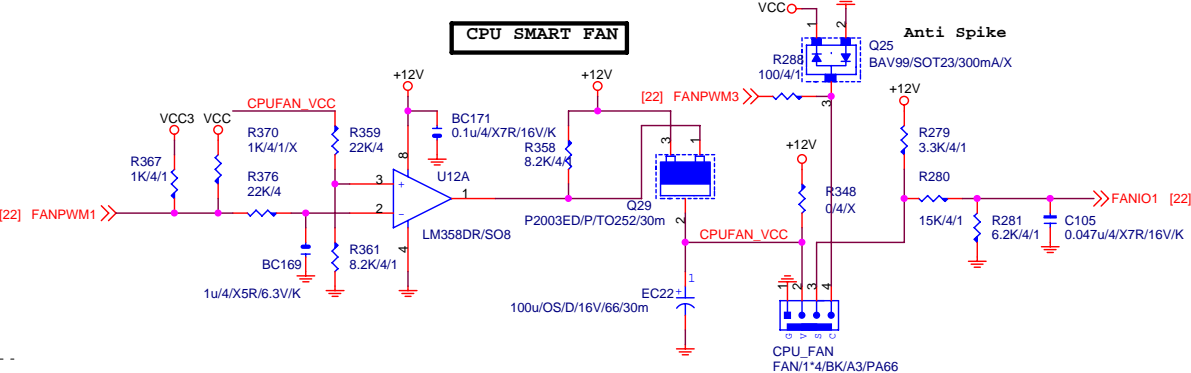 CPU SMART FAN
VCC
1
2
Q25
BAV99/SOT23/300mA/X
Anti Spike
R288
100/4/1
3
[22] FANPWM3
+12V
+12V
+12V
CPUFAN_VCC
VCC3
VCC
R370
1K/4/1/X
R359
22K/4
BC171
0.1u/4/X7R/16V/K
R358
8.2K/4/1
3
1
R279
3.3K/4/1
R367
1K/4/1
R376
22K/4
8
U12A
3
+
1
2
-
4
LM358DR/SO8
Q29
P2003ED/P/TO252/30m
2
+12V
R348
0/4/X
R280
15K/4/1
FANIO1 [22]
[22] FANPWM1
R281
6.2K/4/1
C105
0.047u/4/X7R/16V/K
CPUFAN_VCC
BC169
1u/4/X5R/6.3V/K
R361
8.2K/4/1
EC22
+
1
100u/OS/D/16V/66/30m
1
2
3
4
G
V
S
C
CPU_FAN
FAN/1*4/BK/A3/PA66
--